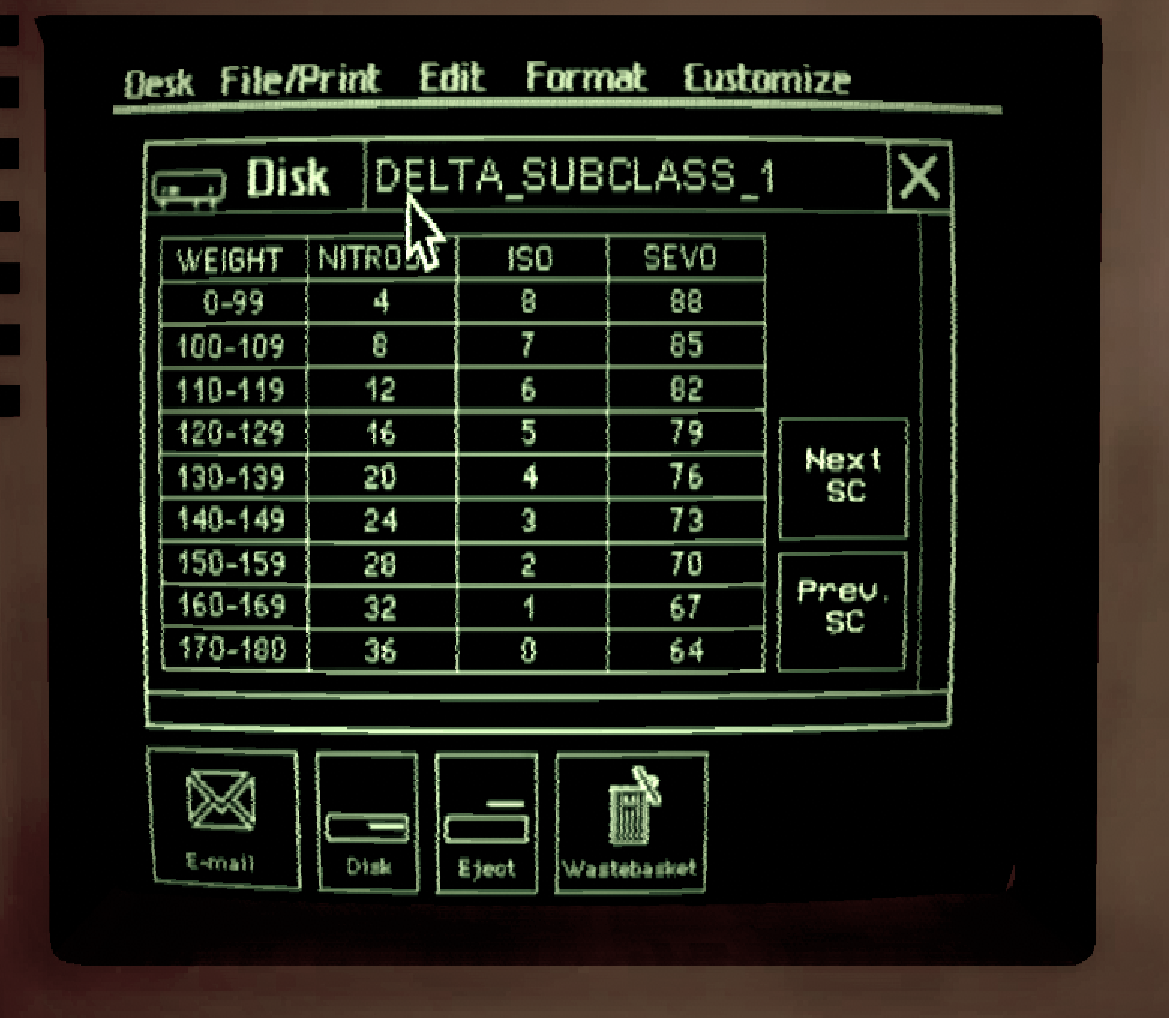 Desk File/Print Edit Format Customize
Disk DELTA_SUBCLASS_1 X
WEIGHT ISO SEVO
0-99 4 8 88
100-109 8 7 85
110-119 12 6 82
120-129 16 5 79
130-139 20 4 76
140-149 24 3 73
150-159 28 2 70
160-169 32 1 67
170-180 36 0 64
Next
SC
Prev.
SC
E-mail Disk Eject Wastebasket